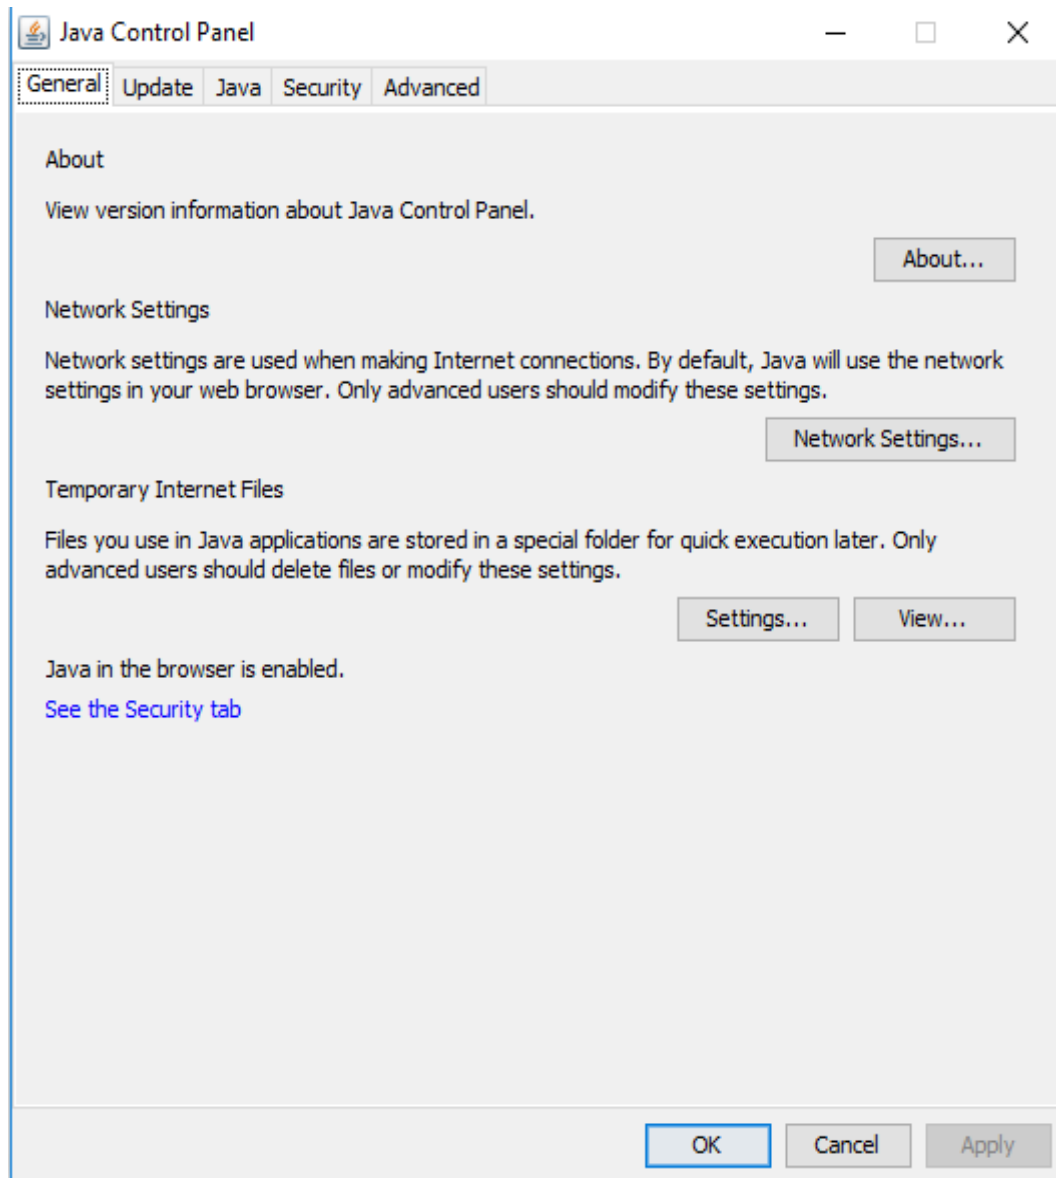 Java Control Panel
General Update Java Security Advanced
About
View version information about Java Control Panel.
About...
Network Settings
Network settings are used when making Internet connections. By default, Java will use the network
settings in your web browser. Only advanced users should modify these settings.
Network Settings...
Temporary Internet Files
Files you use in Java applications are stored in a special folder for quick execution later. Only
advanced users should delete files or modify these settings.
Settings... View...
Java in the browser is enabled.
See the Security tab
OK Cancel Apply